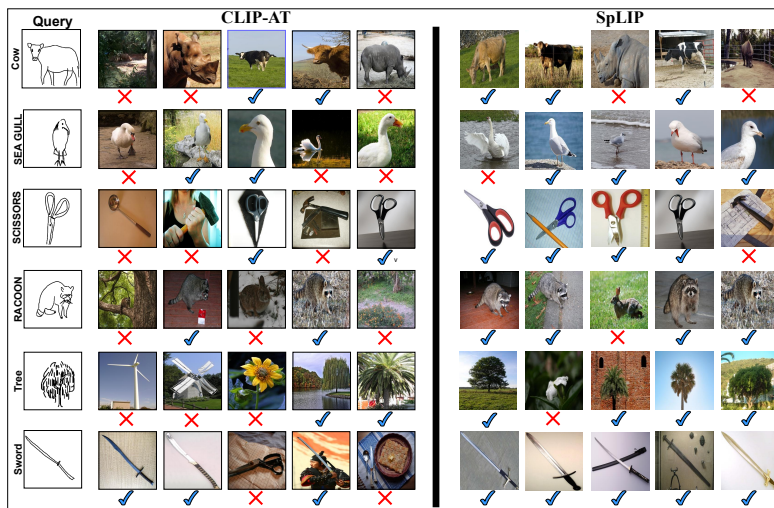 Query
CLIP-AT
SpLIP
Cow
SEA GULL
SCISSORS
v
RACOON
Tree
Sword